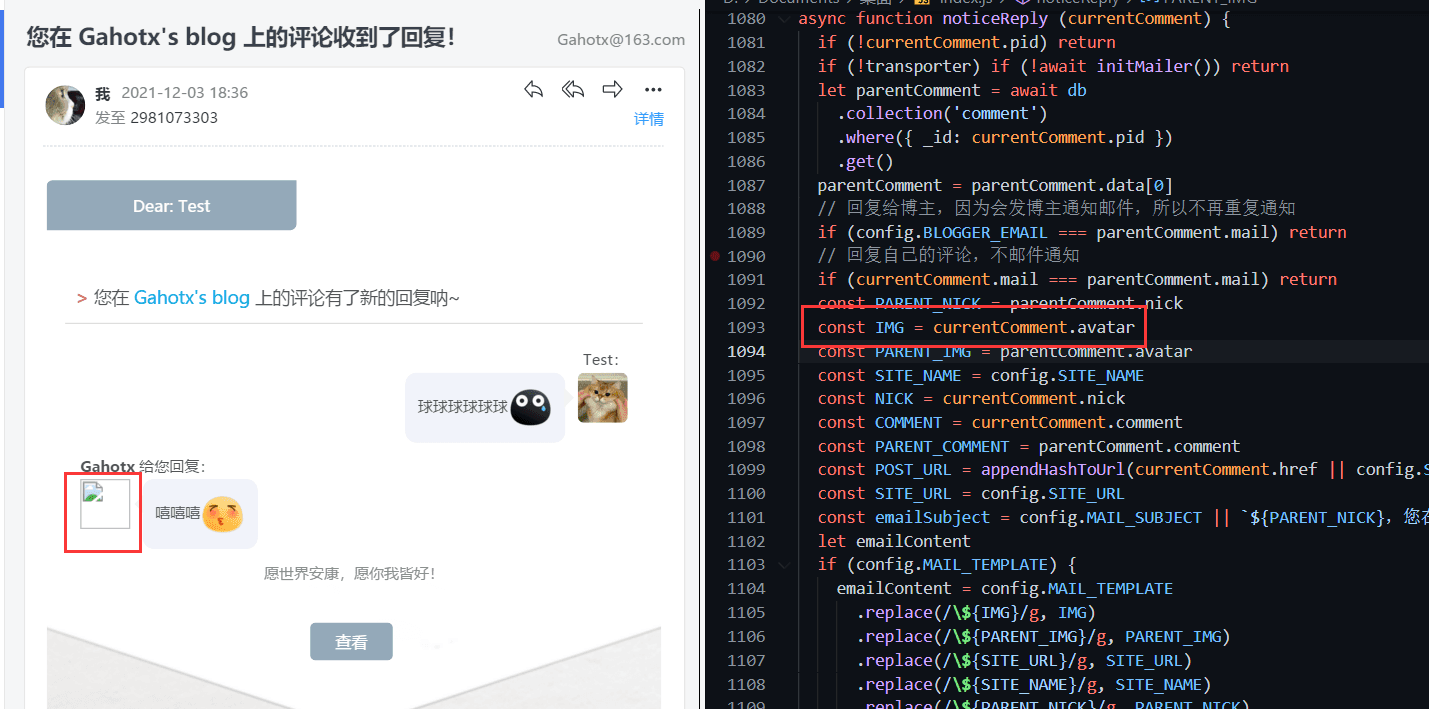 您在 Gahotx's blog 上的评论收到了回复！
Gahotx@163.com
我 2021-12-03 18:36
发至 2981073303
详情
Dear: Test
> 您在 Gahotx's blog 上的评论有了新的回复呐~
Test:
球球球球球球
Gahotx 给您回复:
嘻嘻嘻
愿世界安康，愿你我皆好！
查看
1080 async function noticeReply (currentComment) {
1081 if (!currentComment.pid) return
1082 if (!transporter) if (!await initMailer()) return
1083 let parentComment = await db
1084 .collection('comment')
1085 .where({ _id: currentComment.pid })
1086 .get()
1087 parentComment = parentComment.data[0]
1088 // 回复给博主，因为会发博主通知邮件，所以不再重复通知
1089 if (config.BLOGGER_EMAIL === parentComment.mail) return
1090 // 回复自己的评论，不邮件通知
1091 if (currentComment.mail === parentComment.mail) return
1092 const PARENT_NICK = parentComment.nick
1093 const IMG = currentComment.avatar
1094 const PARENT_IMG = parentComment.avatar
1095 const SITE_NAME = config.SITE_NAME
1096 const NICK = currentComment.nick
1097 const COMMENT = currentComment.comment
1098 const PARENT_COMMENT = parentComment.comment
1099 const POST_URL = appendHashToUrl(currentComment.href || config.S
1100 const SITE_URL = config.SITE_URL
1101 const emailSubject = config.MAIL_SUBJECT || `${PARENT_NICK}，您在
1102 let emailContent
1103 if (config.MAIL_TEMPLATE) {
1104 emailContent = config.MAIL_TEMPLATE
1105 .replace(/\${IMG}/g, IMG)
1106 .replace(/\${PARENT_IMG}/g, PARENT_IMG)
1107 .replace(/\${SITE_URL}/g, SITE_URL)
1108 .replace(/\${SITE_NAME}/g, SITE_NAME)
1109 .replace(/\${PARENT_NICK}/g, PARENT_NICK)